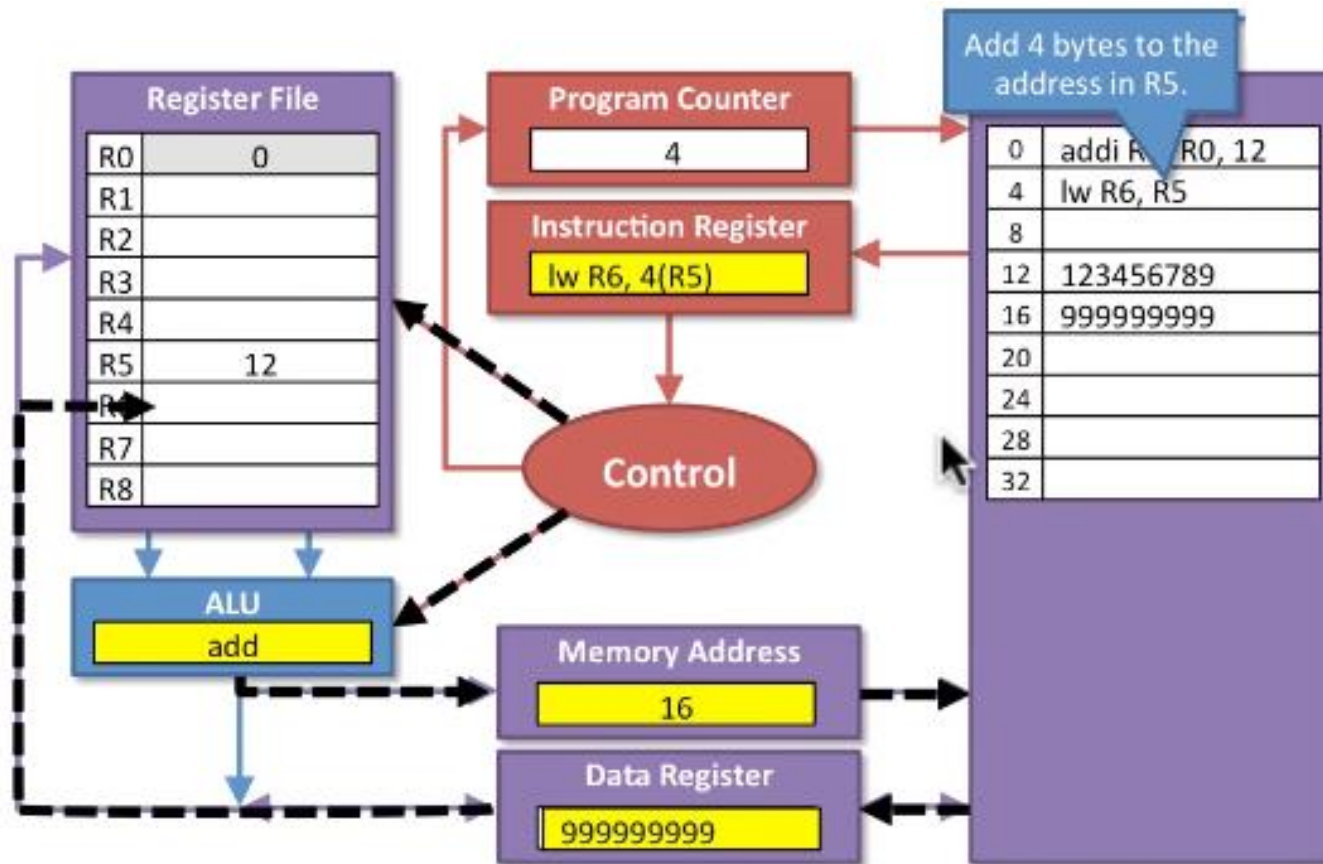 Add 4 bytes to the
address in R5.
Register File
R0 0
R1
R2
R3
R4
R5 12
R7
R8
Program Counter
4
Instruction Register
lw R6, 4(R5)
Control
0 addi R0, 12
4 lw R6, R5
8
12 123456789
16 999999999
20
24
28
32
ALU
add
Memory Address
16
Data Register
999999999